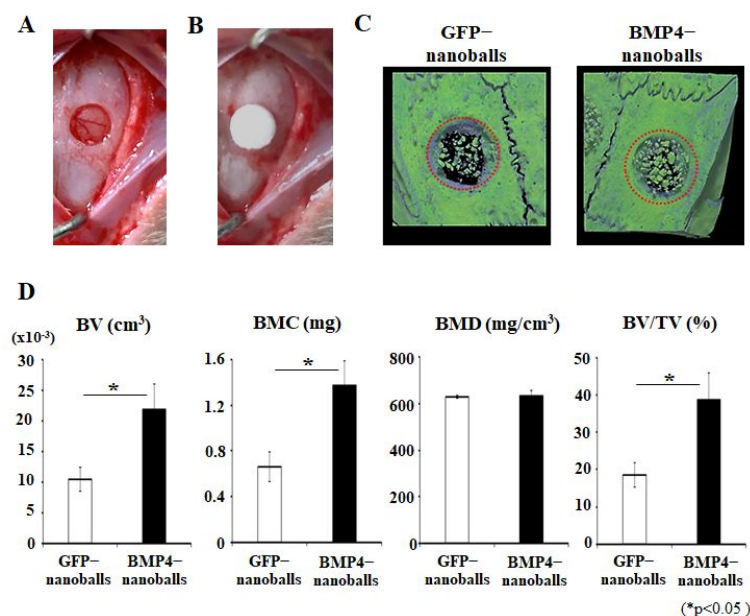 A
B
C
GFP−
nanoballs
BMP4−
nanoballs
D
BV (cm³)
(x10⁻³)
30
25
20
15
10
5
0
*
GFP−
nanoballs
BMP4−
nanoballs
BMC (mg)
1.6
1.2
0.8
0.4
0
*
GFP−
nanoballs
BMP4−
nanoballs
BMD (mg/cm³)
800
600
400
200
0
GFP−
nanoballs
BMP4−
nanoballs
BV/TV (%)
50
40
30
20
10
0
*
GFP−
nanoballs
BMP4−
nanoballs
(*p<0.05 )